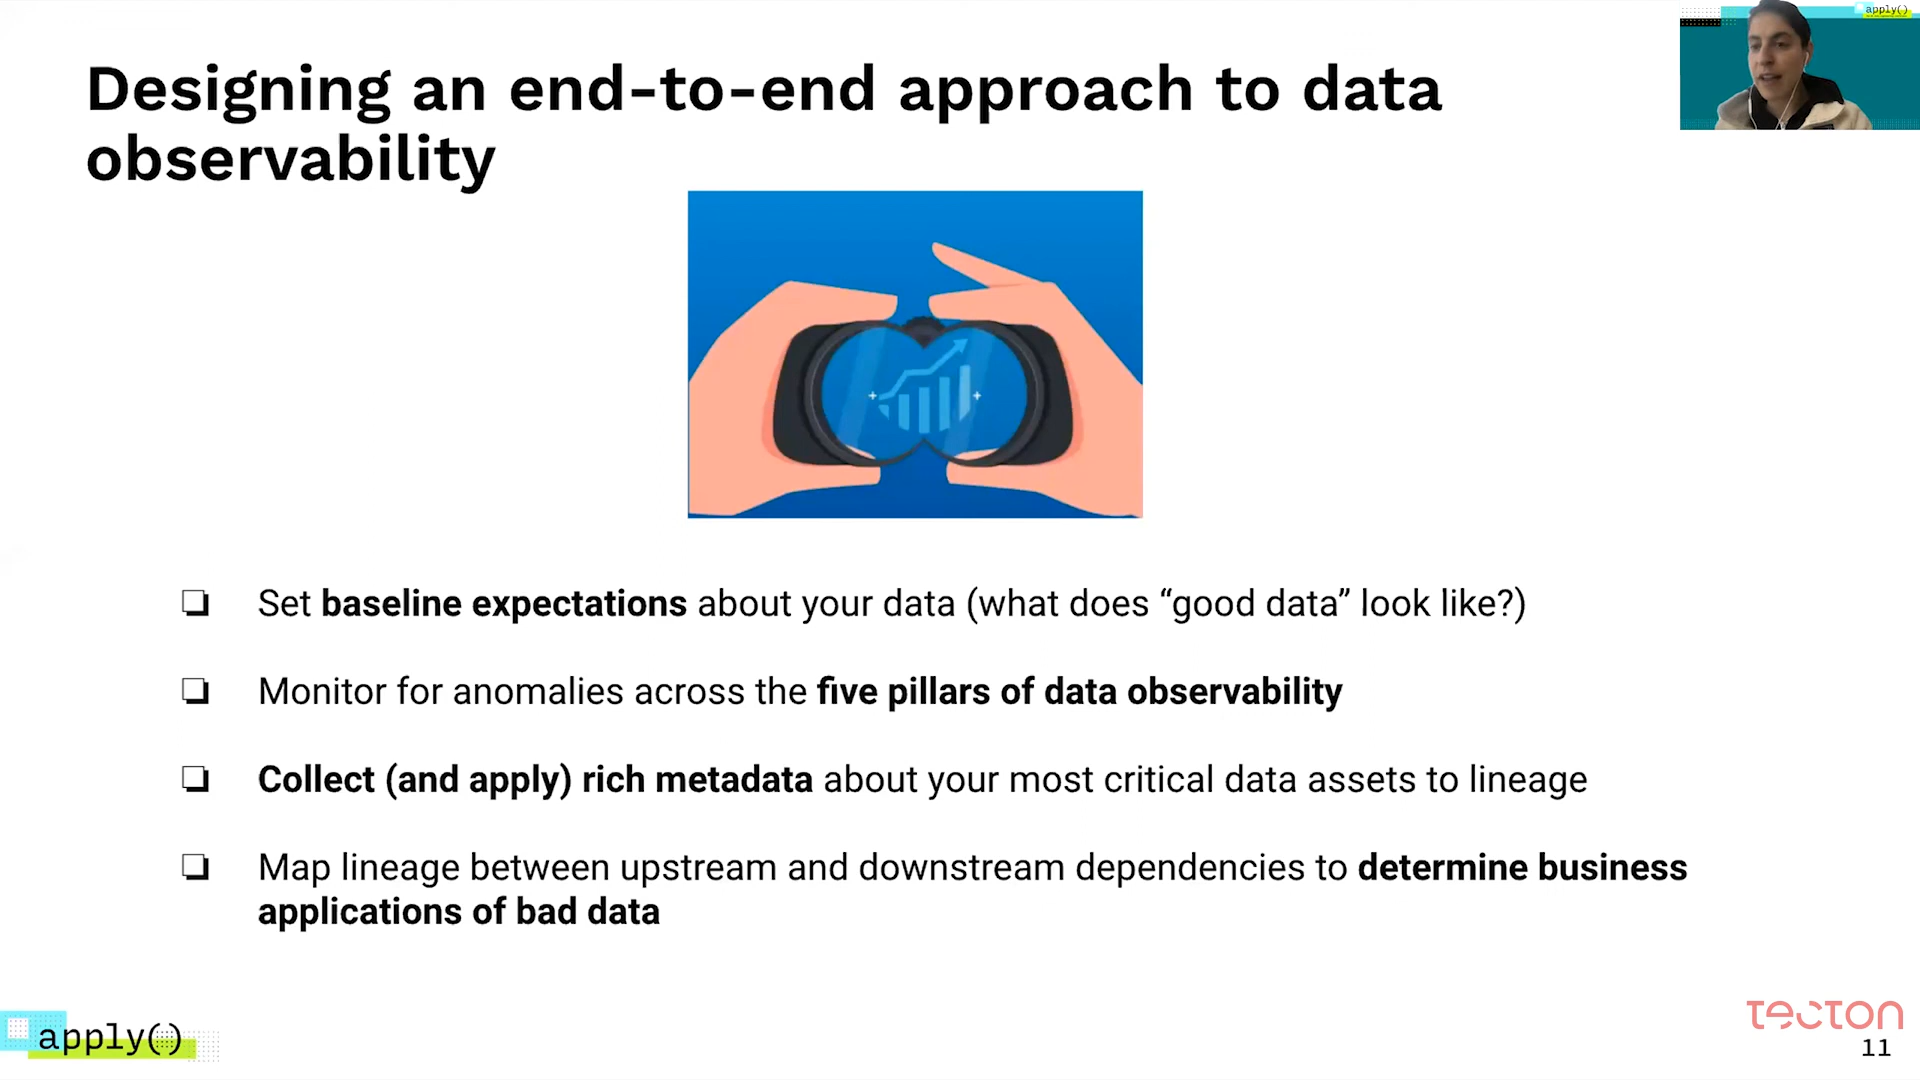 apply()
Designing an end-to-end approach to data
observability
❏ Set baseline expectations about your data (what does “good data” look like?)
❏ Monitor for anomalies across the five pillars of data observability
❏ Collect (and apply) rich metadata about your most critical data assets to lineage
❏ Map lineage between upstream and downstream dependencies to determine business
applications of bad data
apply()
tecton
11